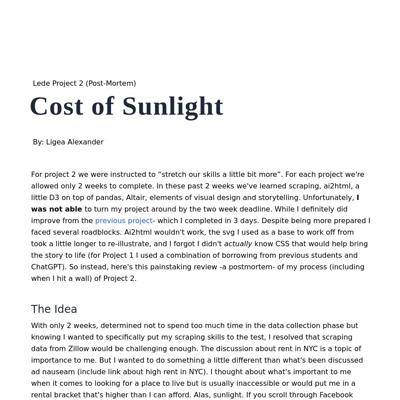 Lede Project 2 (Post-Mortem)
Cost of Sunlight
By: Ligea Alexander
For project 2 we were instructed to “stretch our skills a little bit more”. For each project we're
allowed only 2 weeks to complete. In these past 2 weeks we've learned scraping, ai2html, a
little D3 on top of pandas, Altair, elements of visual design and storytelling. Unfortunately, I
was not able to turn my project around by the two week deadline. While I definitely did
improve from the previous project- which I completed in 3 days. Despite being more prepared I
faced several roadblocks. Ai2html wouldn't work, the svg I used as a base to work off from
took a little longer to re-illustrate, and I forgot I didn't actually know CSS that would help bring
the story to life (for Project 1 I used a combination of borrowing from previous students and
ChatGPT). So instead, here's this painstaking review -a postmortem- of my process (including
when I hit a wall) of Project 2.
The Idea
With only 2 weeks, determined not to spend too much time in the data collection phase but
knowing I wanted to specifically put my scraping skills to the test, I resolved that scraping
data from Zillow would be challenging enough. The discussion about rent in NYC is a topic of
importance to me. But I wanted to do something a little different than what's been discussed
ad nauseam (include link about high rent in NYC). I thought about what's important to me
when it comes to looking for a place to live but is usually inaccessible or would put me in a
rental bracket that's higher than I can afford. Alas, sunlight. If you scroll through Facebook